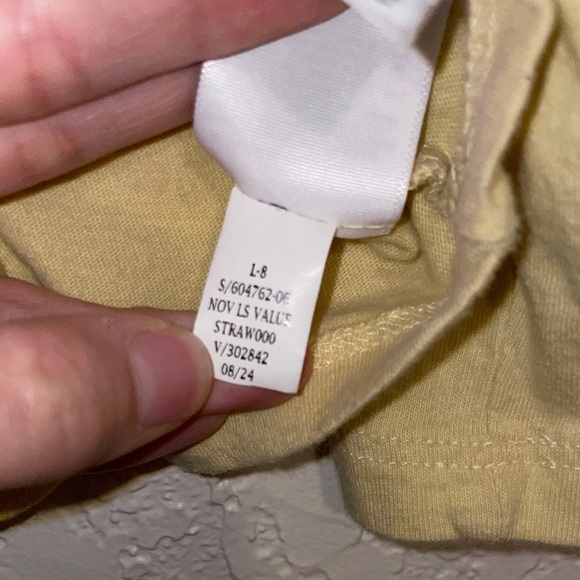 L-8
S/604762-06
NOV LS VALUE
STRAW000
V/302842
08/24